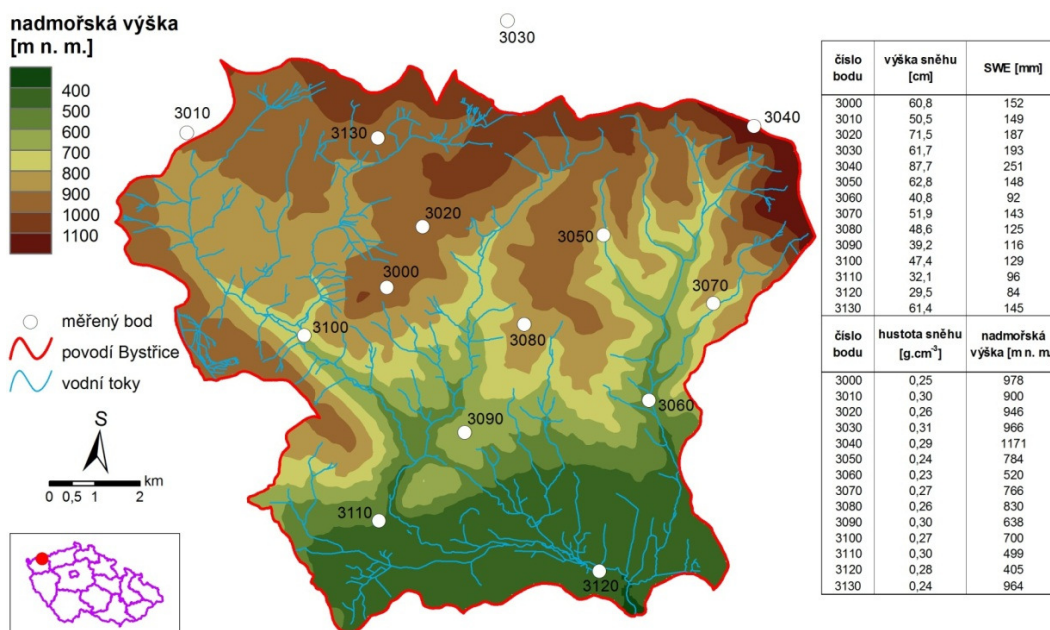 nadmořská výška
[m n. m.]
400
500
600
700
800
900
1000
1100
měřený bod
povodí Bystřice
vodní toky
S
0 0,5 1 2 km
3030
3010
3040
3130
3020
3050
3000
3070
3100
3080
3060
3090
3110
3120
číslo bodu výška sněhu [cm] SWE [mm]
3000 60,8 152
3010 50,5 149
3020 71,5 187
3030 61,7 193
3040 87,7 251
3050 62,8 148
3060 40,8 92
3070 51,9 143
3080 48,6 125
3090 39,2 116
3100 47,4 129
3110 32,1 96
3120 29,5 84
3130 61,4 145
číslo bodu hustota sněhu [g.cm⁻³] nadmořská výška [m n. m.
3000 0,25 978
3010 0,30 900
3020 0,26 946
3030 0,31 966
3040 0,29 1171
3050 0,24 784
3060 0,23 520
3070 0,27 766
3080 0,26 830
3090 0,30 638
3100 0,27 700
3110 0,30 499
3120 0,28 405
3130 0,24 964